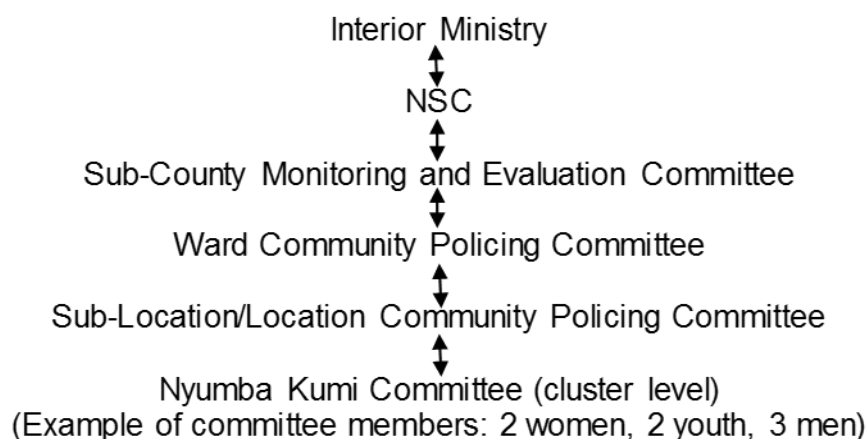 Interior Ministry
NSC
Sub-County Monitoring and Evaluation Committee
Ward Community Policing Committee
Sub-Location/Location Community Policing Committee
Nyumba Kumi Committee (cluster level)
(Example of committee members: 2 women, 2 youth, 3 men)